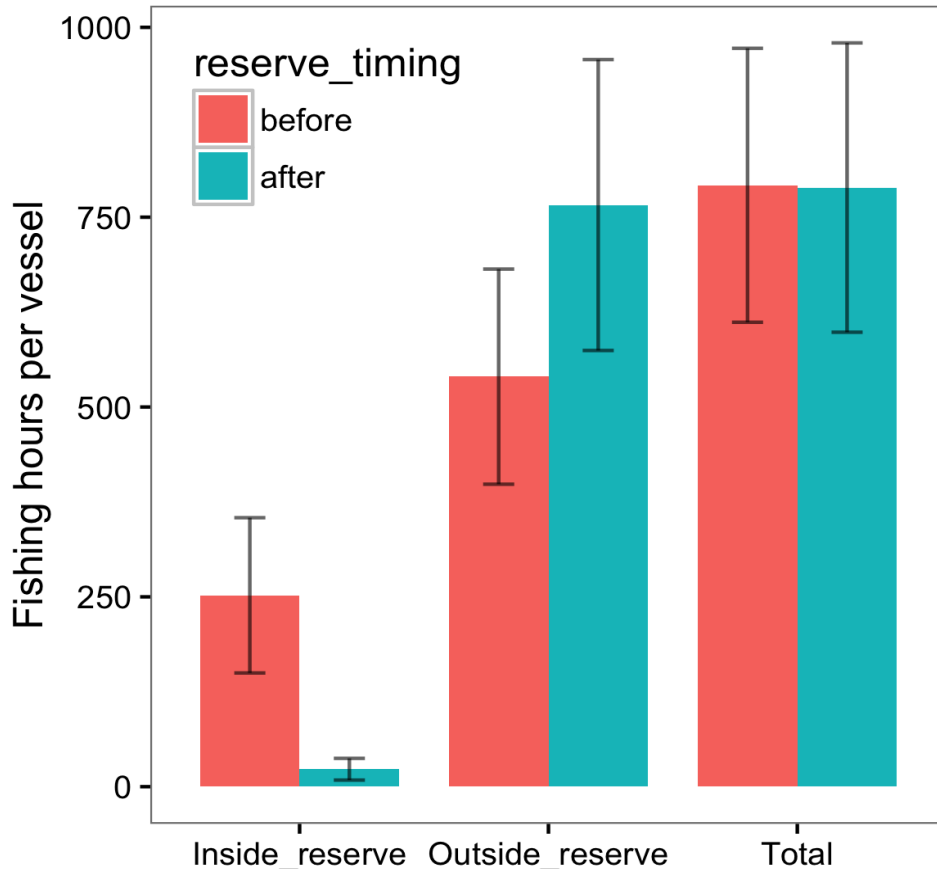 1000
750
500
250
0
Fishing hours per vessel
reserve_timing
before
after
Inside_reserve Outside_reserve Total